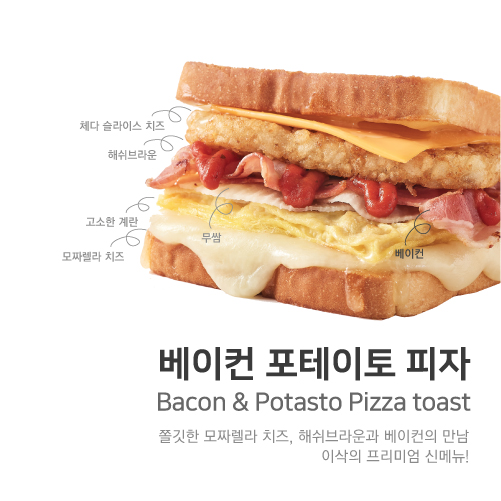 체다 슬라이스 치즈
해쉬브라운
고소한 계란
무쌈
베이컨
모짜렐라 치즈
베이컨 포테이토 피자
Bacon & Potasto Pizza toast
쫄깃한 모짜렐라 치즈, 해쉬브라운과 베이컨의 만남
이삭의 프리미엄 신메뉴!